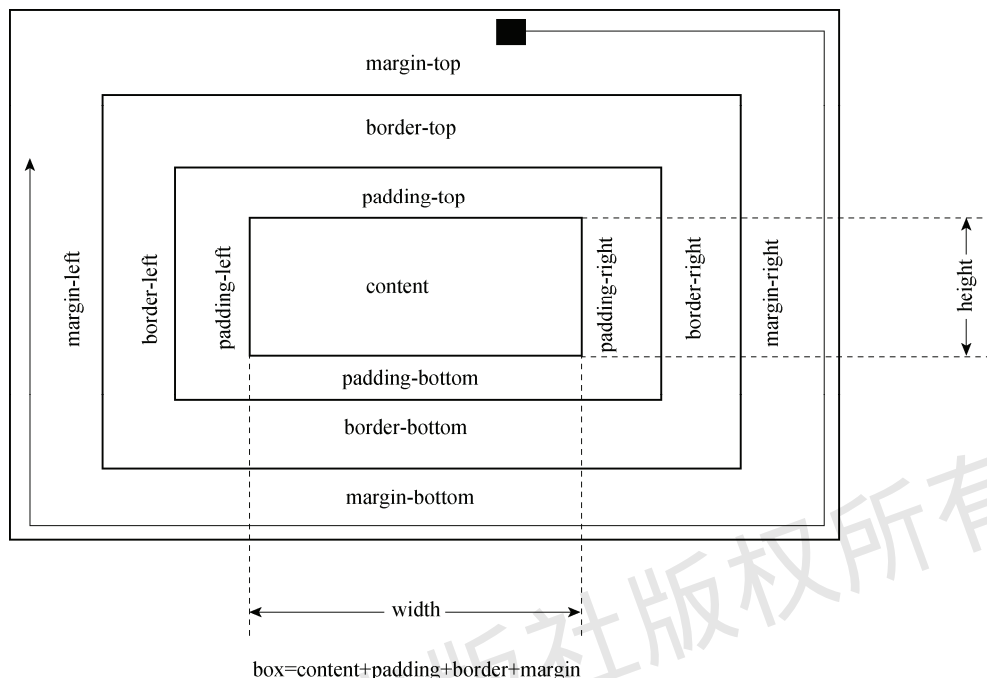 margin-top
border-top
padding-top
margin-left
border-left
padding-left
content
padding-right
border-right
margin-right
height
padding-bottom
border-bottom
margin-bottom
width
box=content+padding+border+margin
版社版权所有